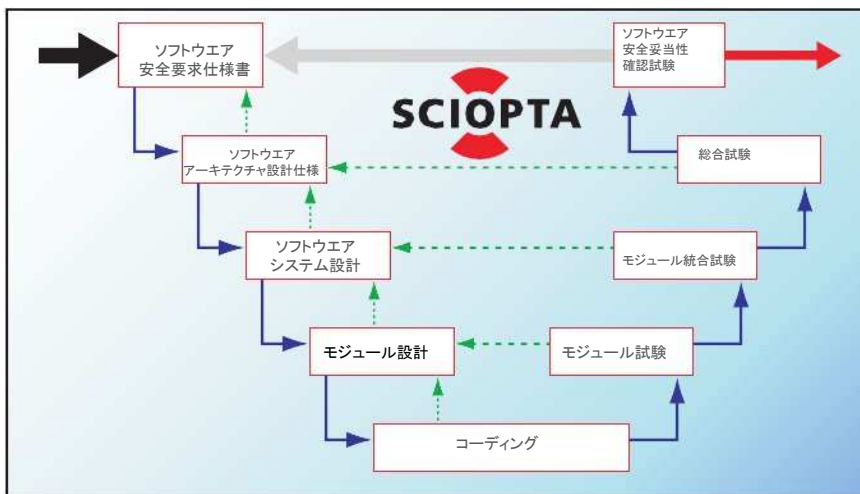 ソフトウエア
安全要求仕様書
ソフトウエア
安全妥当性
確認試験
SCIOPTA
ソフトウエア
アーキテクチャ設計仕様
総合試験
ソフトウエア
システム設計
モジュール統合試験
モジュール設計
モジュール試験
コーディング